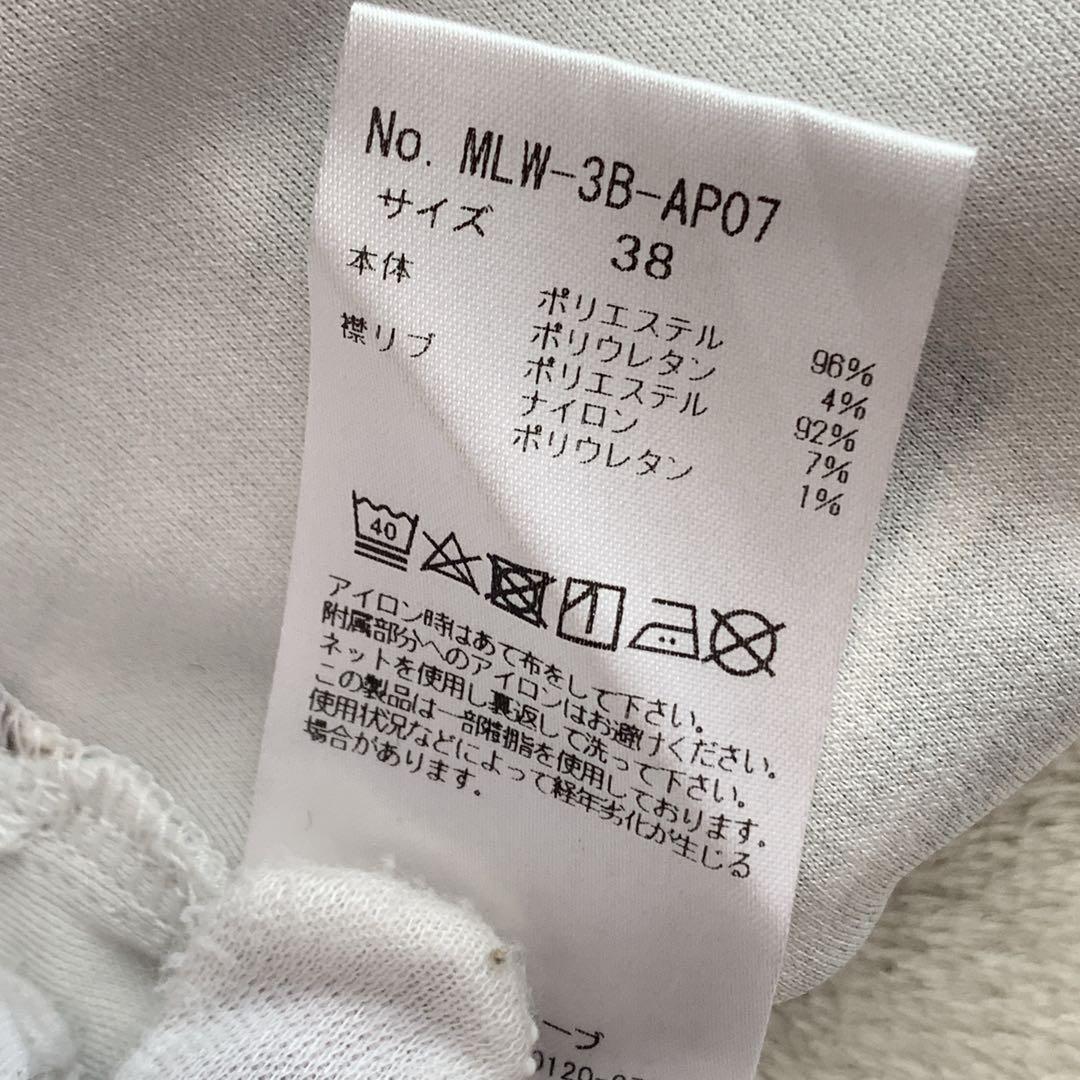 No. MLW-3B-AP07
サイズ 38
本体 ポリエステル 96%
ポリウレタン 4%
襟リブ ポリエステル 92%
ナイロン 7%
ポリウレタン 1%
40
アイロン時はあて布をして下さい。
附属部分へのアイロンはお避けください。
ネットを使用し裏返して洗って下さい。
この製品は一部樹脂を使用しております。
使用状況などによって経年劣化が生じる
場合があります。
ープ
0120-